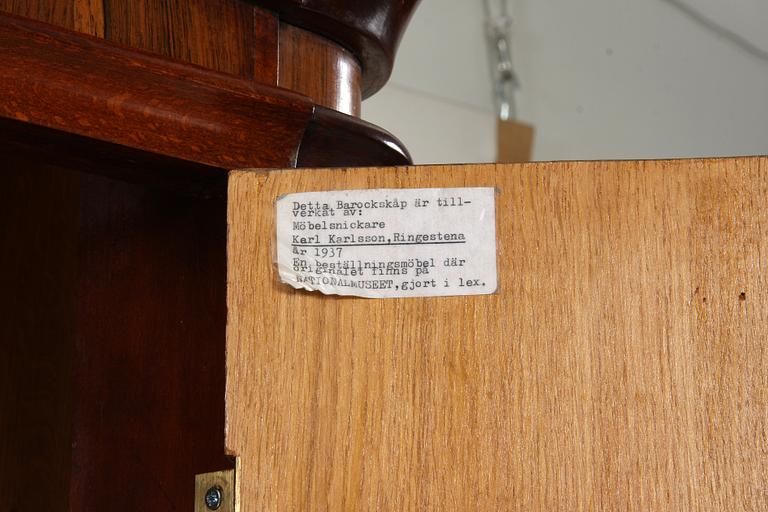 Detta Barockskåp är till-
verkat av:
Möbelsnickare
Karl Karlsson,Ringestena
år 1937
En beställningsmöbel där
originalet finns på
NATIONALMUSEET,gjort i lex.